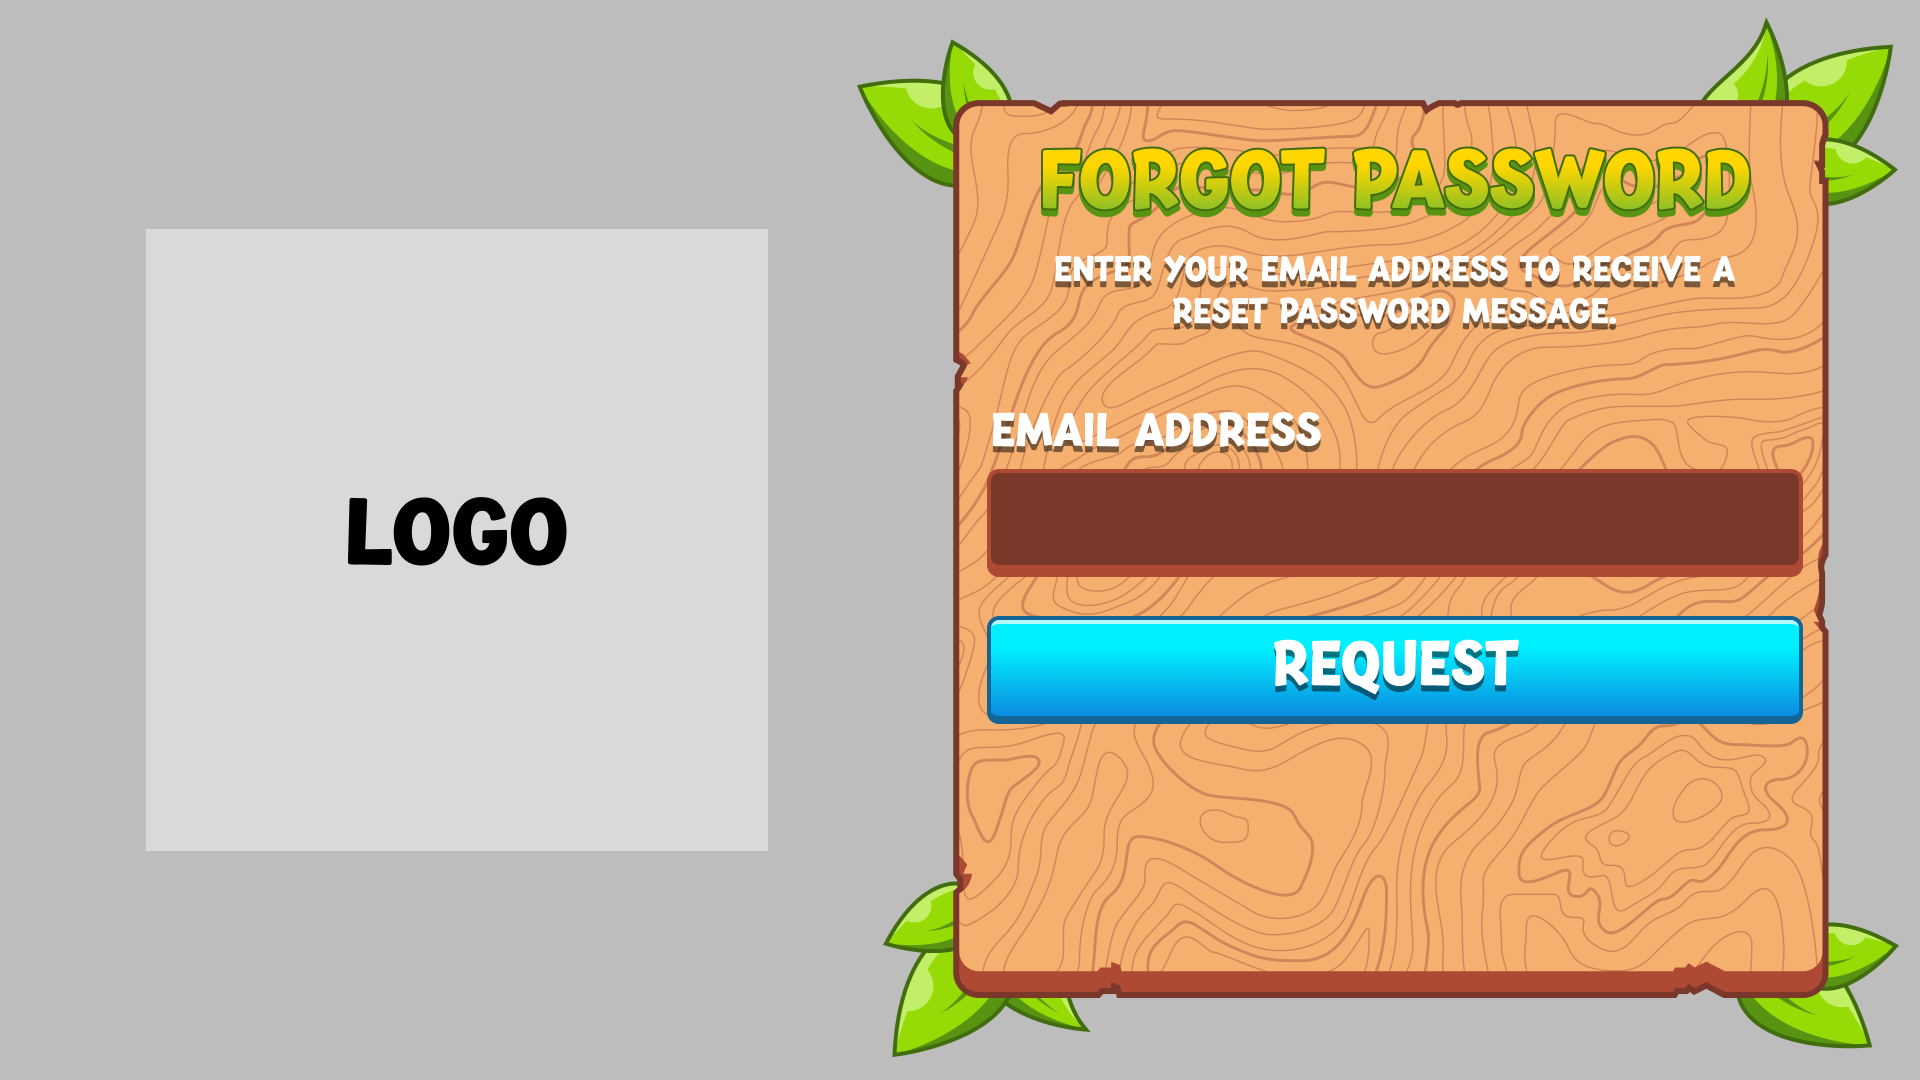 LOGO
FORGOT PASSWORD
ENTER YOUR EMAIL ADDRESS TO RECEIVE A
RESET PASSWORD MESSAGE.
EMAIL ADDRESS
REQUEST